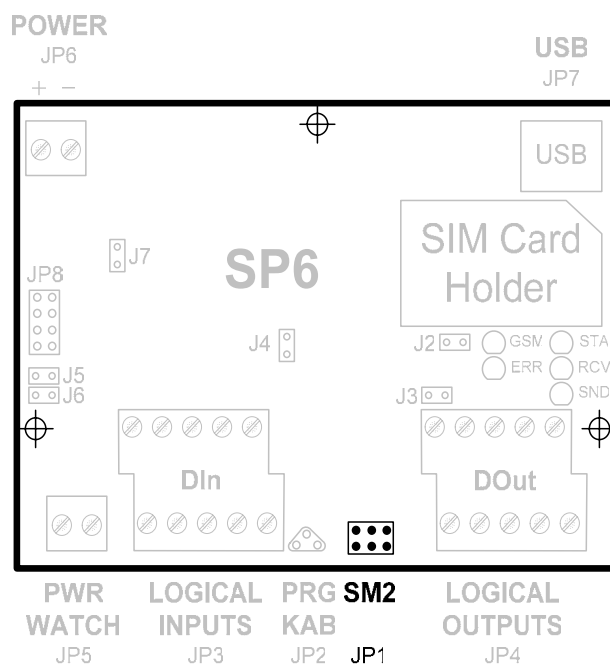 POWER
JP6
+ −
USB
JP7
USB
SIM Card
Holder
SP6
J7
JP8
J4
J2
GSM
STA
ERR
RCV
J5
J6
J3
SND
DIn
DOut
PWR
WATCH
JP5
LOGICAL
INPUTS
JP3
PRG
KAB
JP2
SM2
JP1
LOGICAL
OUTPUTS
JP4